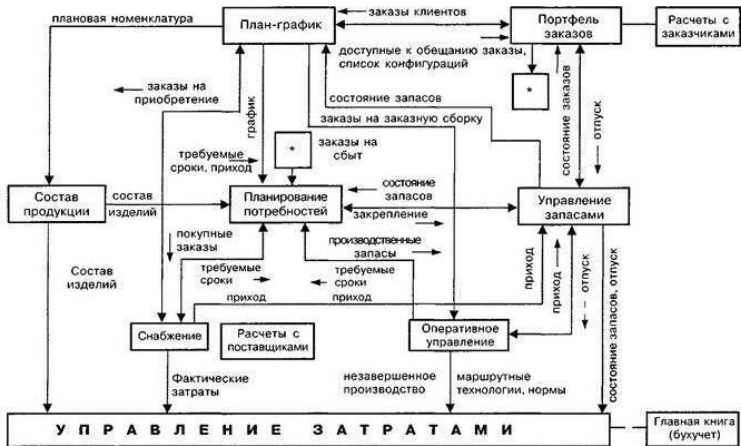 плановая номенклатура
План-график
заказы клиентов
Портфель
заказов
Расчеты с
заказчиками
доступные к обещанию заказы,
список конфигураций
*
заказы на
приобретение
график
состояние запасов
заказы на заказную сборку
состояние заказов
отпуск
требуемые
сроки, приход
*
заказы на
сбыт
Состав
продукции
состав
изделий
Планирование
потребностей
состояние
запасов
закрепление
Управление
запасами
покупные
заказы
производственные
запасы
Состав
изделий
требуемые
сроки
требуемые
сроки
приход
приход
приход
приход
отпуск
состояние запасов, отпуск
Снабжение
Расчеты с
поставщиками
Оперативное
управление
Фактические
затраты
незавершенное
производство
маршрутные
технологии, нормы
УПРАВЛЕНИЕ ЗАТРАТАМИ
Главная книга
(бухучет)